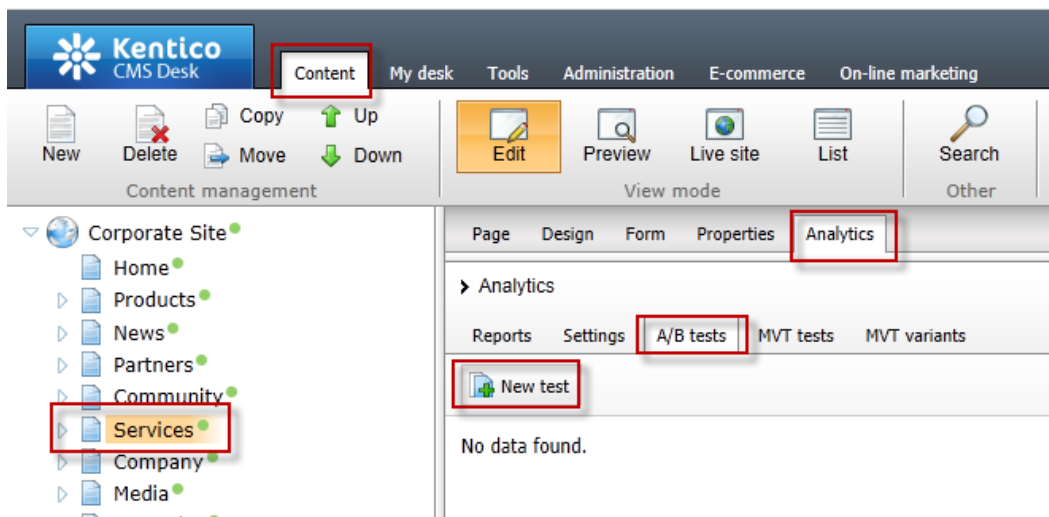 Kentico
CMS Desk
Content My desk Tools Administration E-commerce On-line marketing
New Delete Copy Move Up Down Edit Preview Live site List Search
Content management View mode Other
Corporate Site
Home
Products
News
Partners
Community
Services
Company
Media
Page Design Form Properties Analytics
Analytics
Reports Settings A/B tests MVT tests MVT variants
New test
No data found.